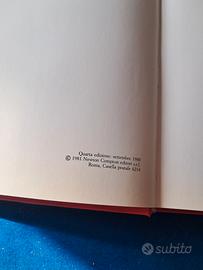 Quarta edizione: settembre 1988
© 1981 Newton Compton editori s.r.l.
Roma, Casella postale 6214
subito